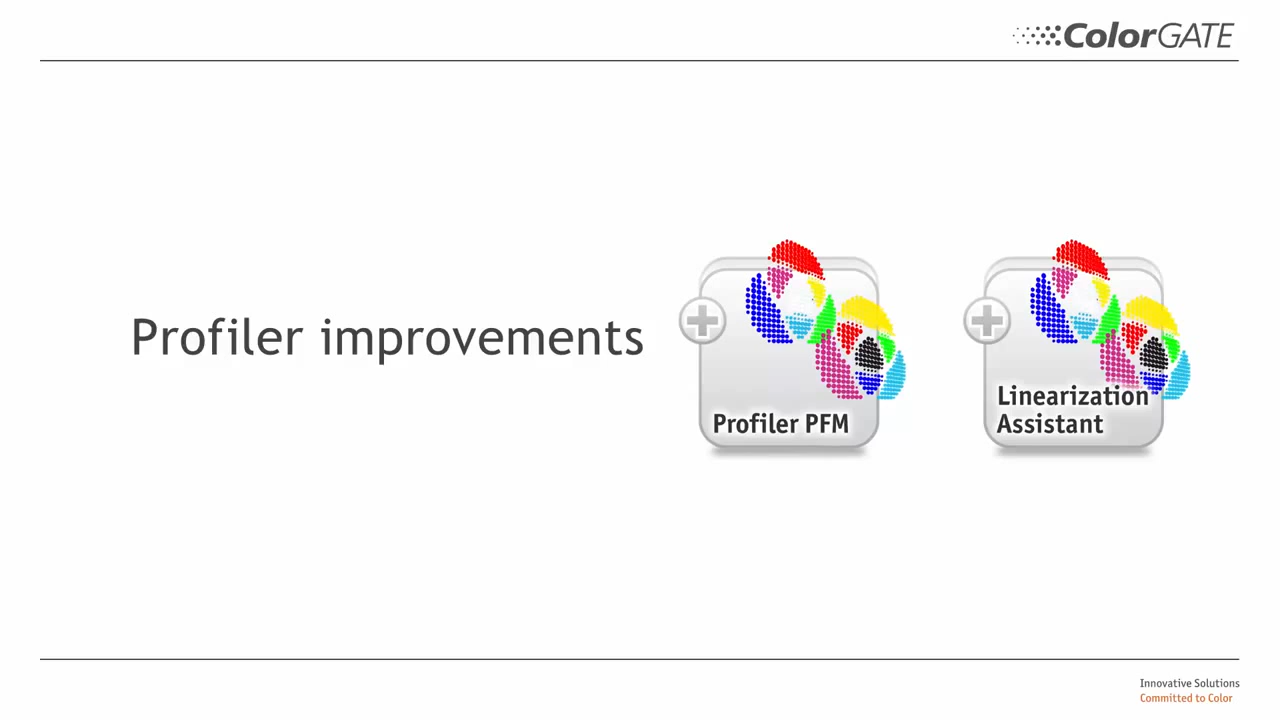 ColorGATE
Profiler improvements
Profiler PFM
Linearization
Assistant
Innovative Solutions
Committed to Color